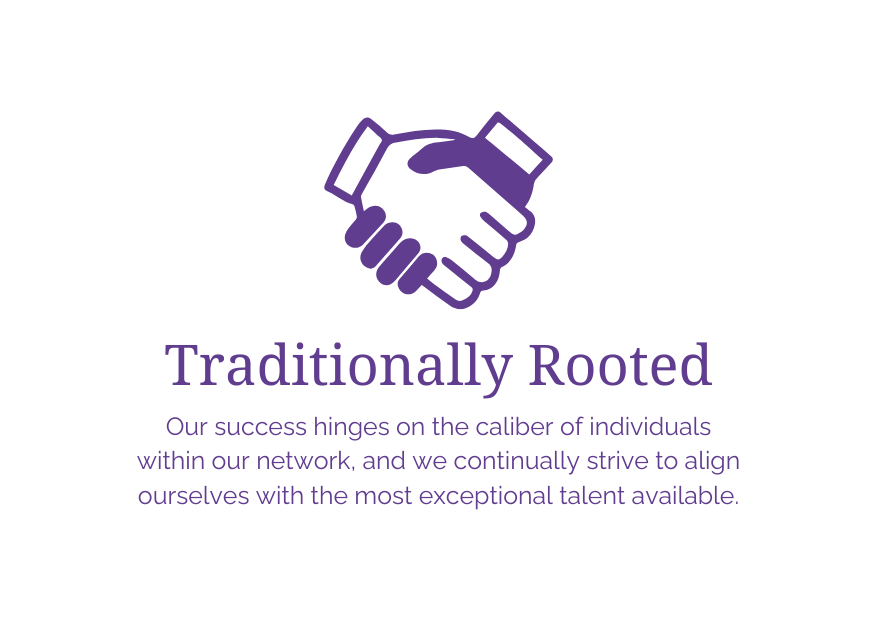 Traditionally Rooted
Our success hinges on the caliber of individuals
within our network, and we continually strive to align
ourselves with the most exceptional talent available.